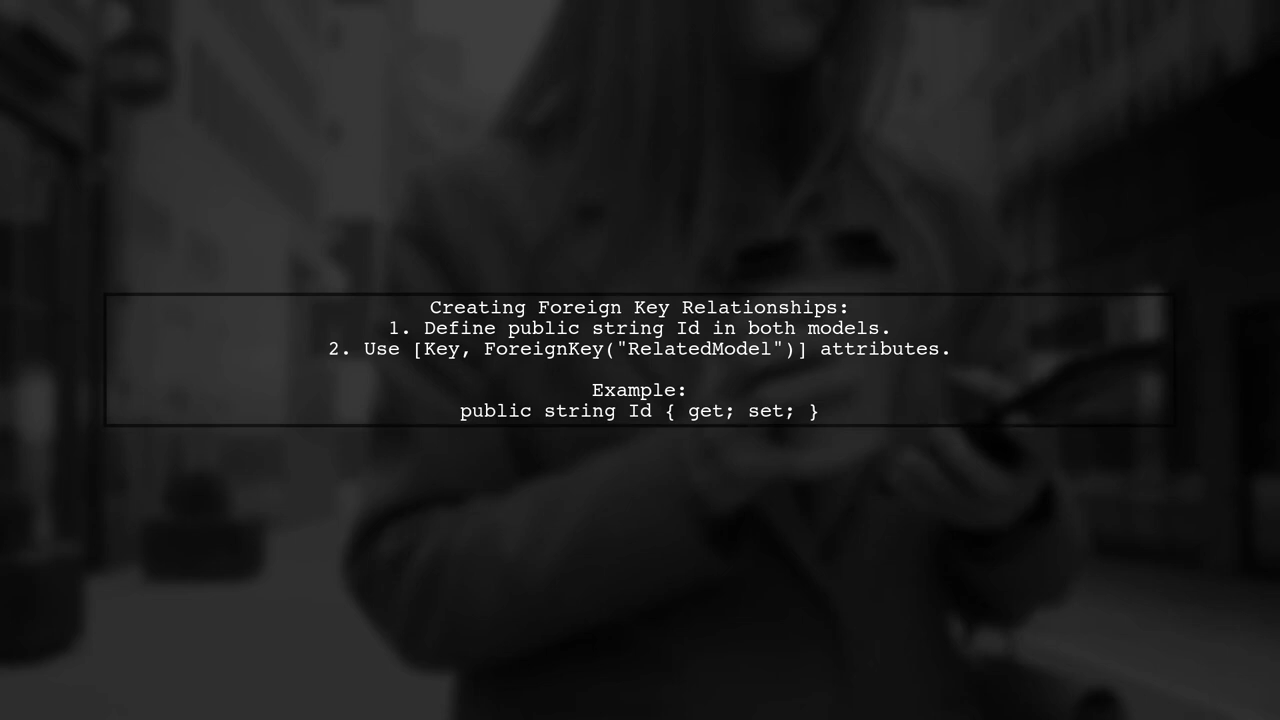 Creating Foreign Key Relationships:
1. Define public string Id in both models.
2. Use [Key, ForeignKey("RelatedModel")] attributes.
Example:
public string Id { get; set; }